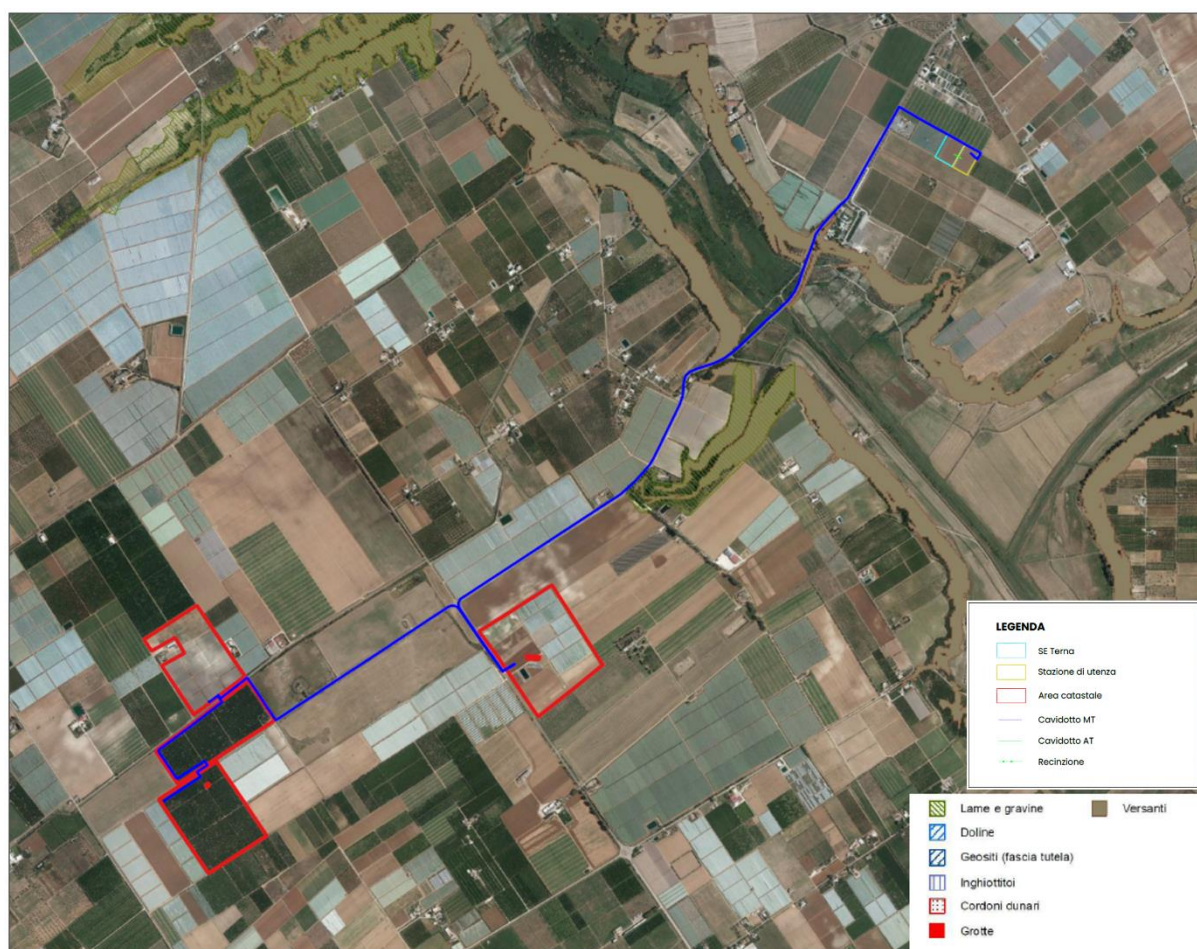 LEGENDA
SE Terna
Stazione di utenza
Area catastale
Cavidotto MT
Cavidotto AT
Recinzione
Lame e gravine
Versanti
Doline
Geositi (fascia tutela)
Inghiottitoi
Cordoni dunari
Grotte